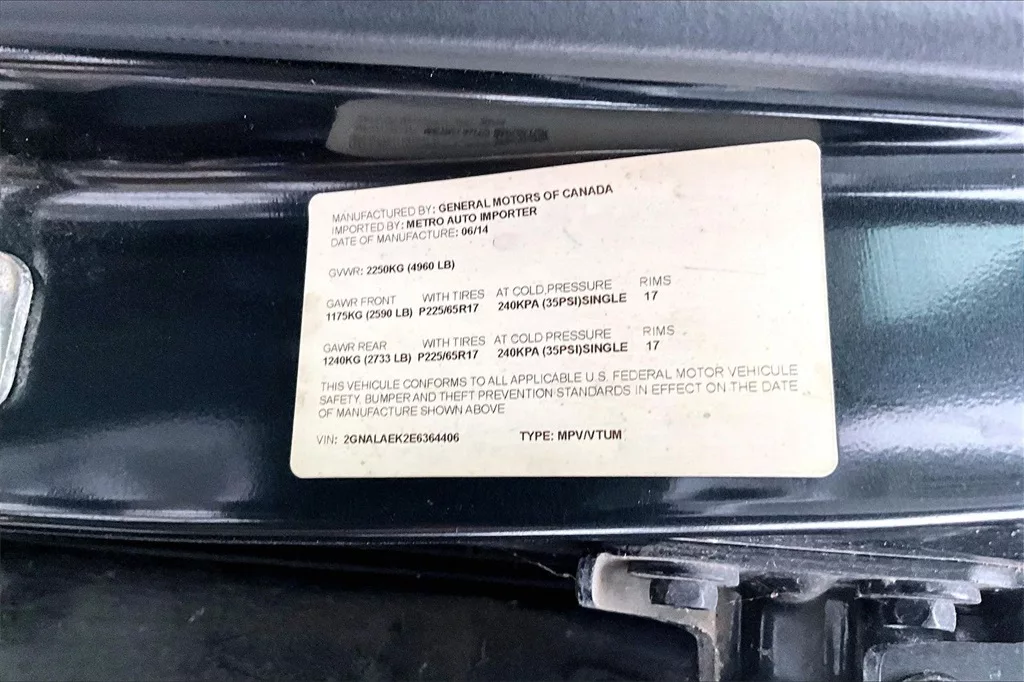 MANUFACTURED BY: GENERAL MOTORS OF CANADA
IMPORTED BY: METRO AUTO IMPORTER
DATE OF MANUFACTURE: 06/14
GVWR: 2250KG (4960 LB)
GAWR FRONT WITH TIRES AT COLD PRESSURE RIMS
1175KG (2590 LB) P225/65R17 240KPA (35PSI)SINGLE 17
GAWR REAR WITH TIRES AT COLD PRESSURE RIMS
1240KG (2733 LB) P225/65R17 240KPA (35PSI)SINGLE 17
THIS VEHICULE CONFORMS TO ALL APPLICABLE U.S. FEDERAL MOTOR VEHICULE
SAFETY, BUMPER AND THEFT PREVENTION STANDARDS IN EFFECT ON THE DATE
OF MANUFACTURE SHOWN ABOVE
VIN: 2GNALAEK2E6364406 TYPE: MPV/VTUM